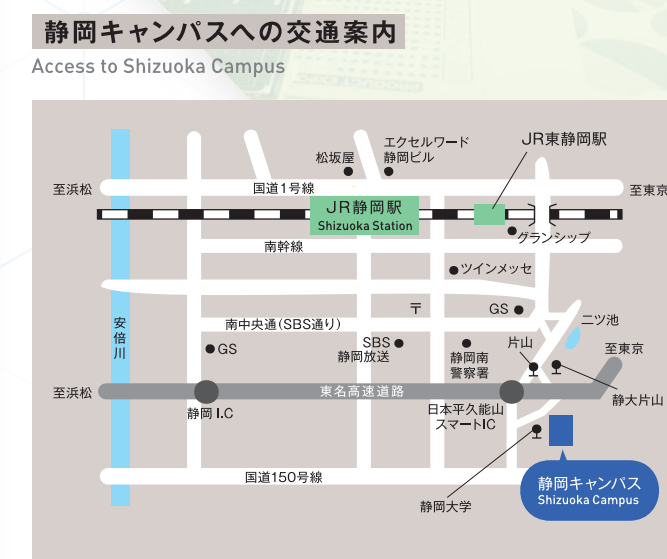 静岡キャンパスへの交通案内
Access to Shizuoka Campus
エクセルワード
静岡ビル
松坂屋
JR東静岡駅
至浜松
国道1号線
至東京
JR静岡駅
Shizuoka Station
グランシップ
南幹線
ツインメッセ
〒
GS
安倍川
南中央通(SBS通り)
二ツ池
GS
SBS
静岡放送
静岡南
警察署
片山
至東京
至浜松
東名高速道路
静大片山
静岡 I.C
日本平久能山
スマートIC
国道150号線
静岡大学
静岡キャンパス
Shizuoka Campus